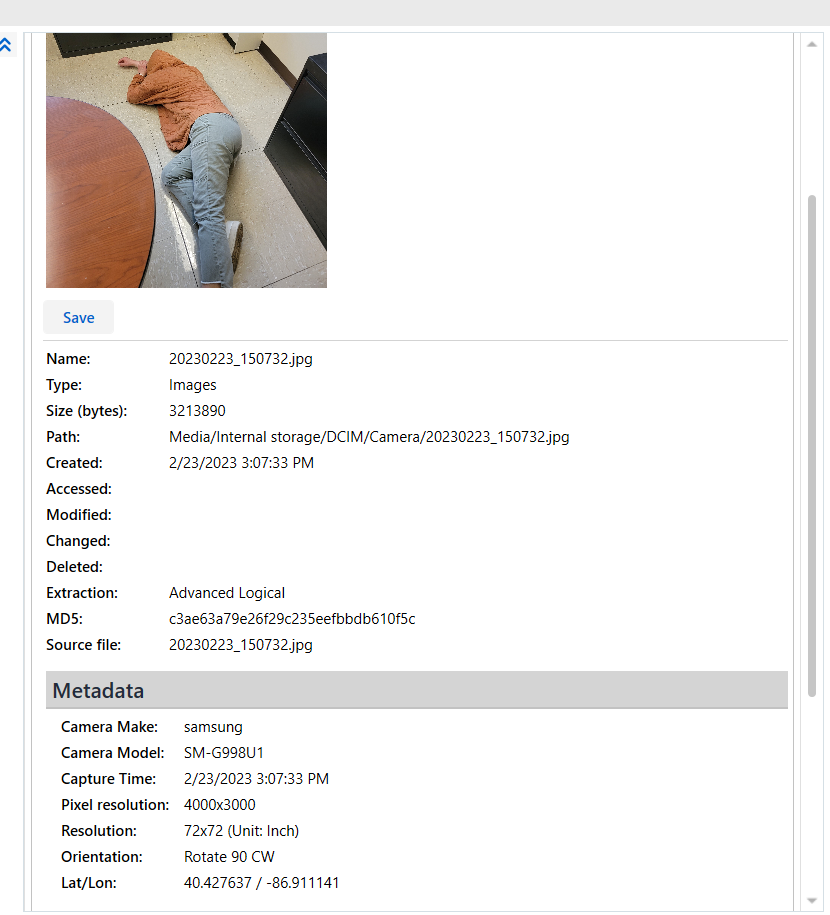 Save
Name: 20230223_150732.jpg
Type: Images
Size (bytes): 3213890
Path: Media/Internal storage/DCIM/Camera/20230223_150732.jpg
Created: 2/23/2023 3:07:33 PM
Accessed:
Modified:
Changed:
Deleted:
Extraction: Advanced Logical
MD5: c3ae63a79e26f29c235eefbbdb610f5c
Source file: 20230223_150732.jpg
Metadata
Camera Make: samsung
Camera Model: SM-G998U1
Capture Time: 2/23/2023 3:07:33 PM
Pixel resolution: 4000x3000
Resolution: 72x72 (Unit: Inch)
Orientation: Rotate 90 CW
Lat/Lon: 40.427637 / -86.911141